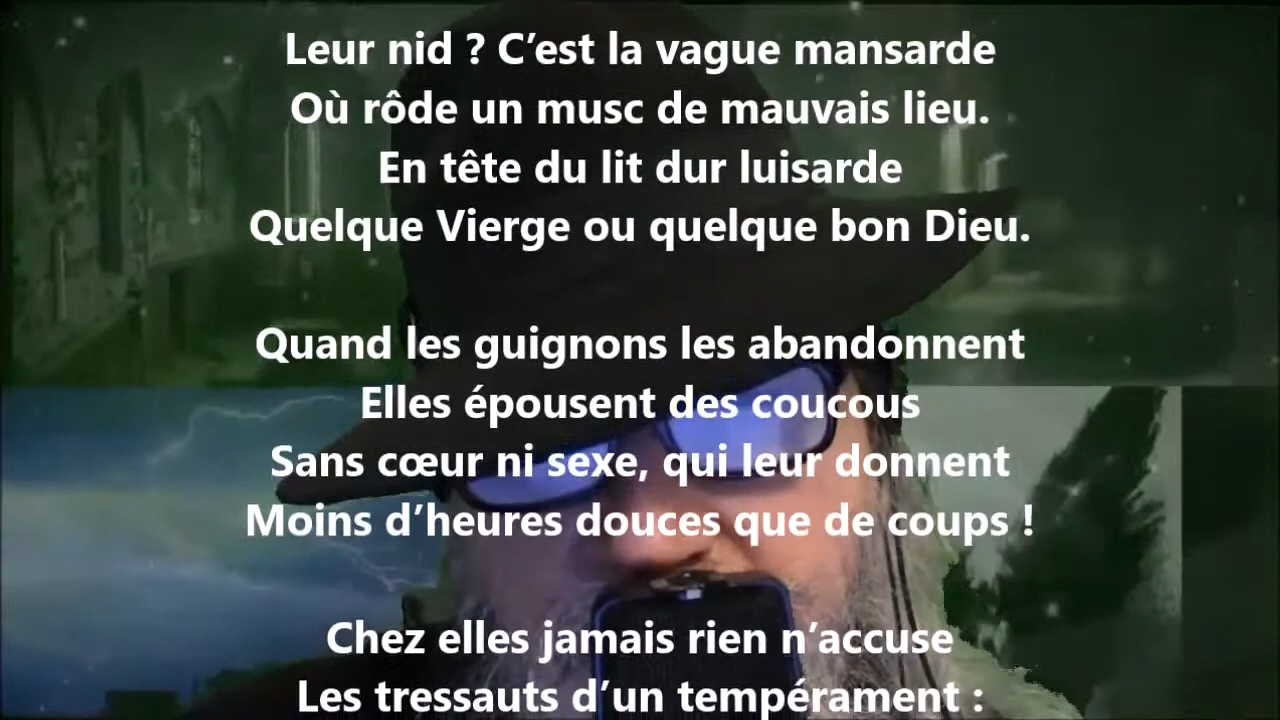 Leur nid ? C’est la vague mansarde
Où rôde un musc de mauvais lieu.
En tête du lit dur luisarde
Quelque Vierge ou quelque bon Dieu.
Quand les guignons les abandonnent
Elles épousent des coucous
Sans cœur ni sexe, qui leur donnent
Moins d’heures douces que de coups !
Chez elles jamais rien n’accuse
Les tressauts d’un tempérament :